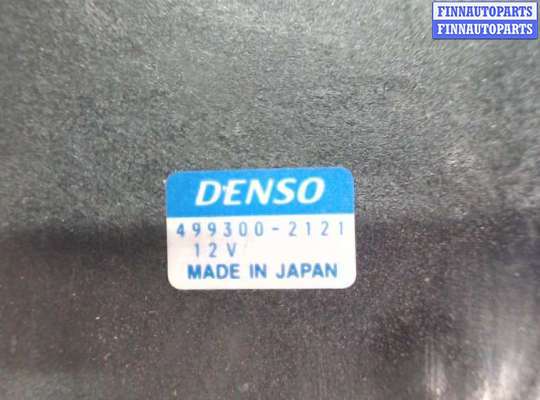 FINNAUTOPARTS
FINNAUTOPARTS
DENSO
499300-2121
12V
MADE IN JAPAN